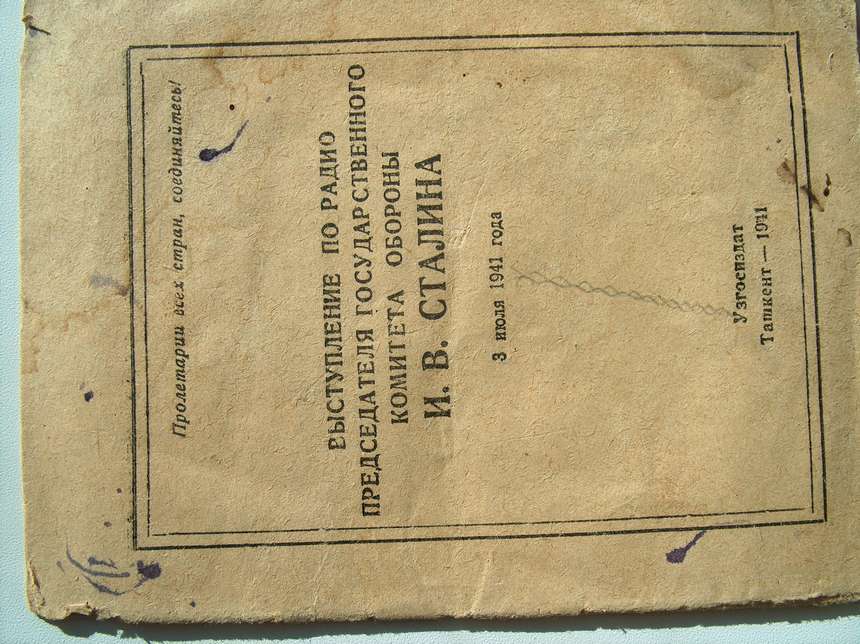 Пролетарии всех стран, соединяйтесь!
ВЫСТУПЛЕНИЕ ПО РАДИО
ПРЕДСЕДАТЕЛЯ ГОСУДАРСТВЕННОГО
КОМИТЕТА ОБОРОНЫ
И. В. СТАЛИНА
3 июля 1941 года
Узгосиздат
Ташкент — 1941